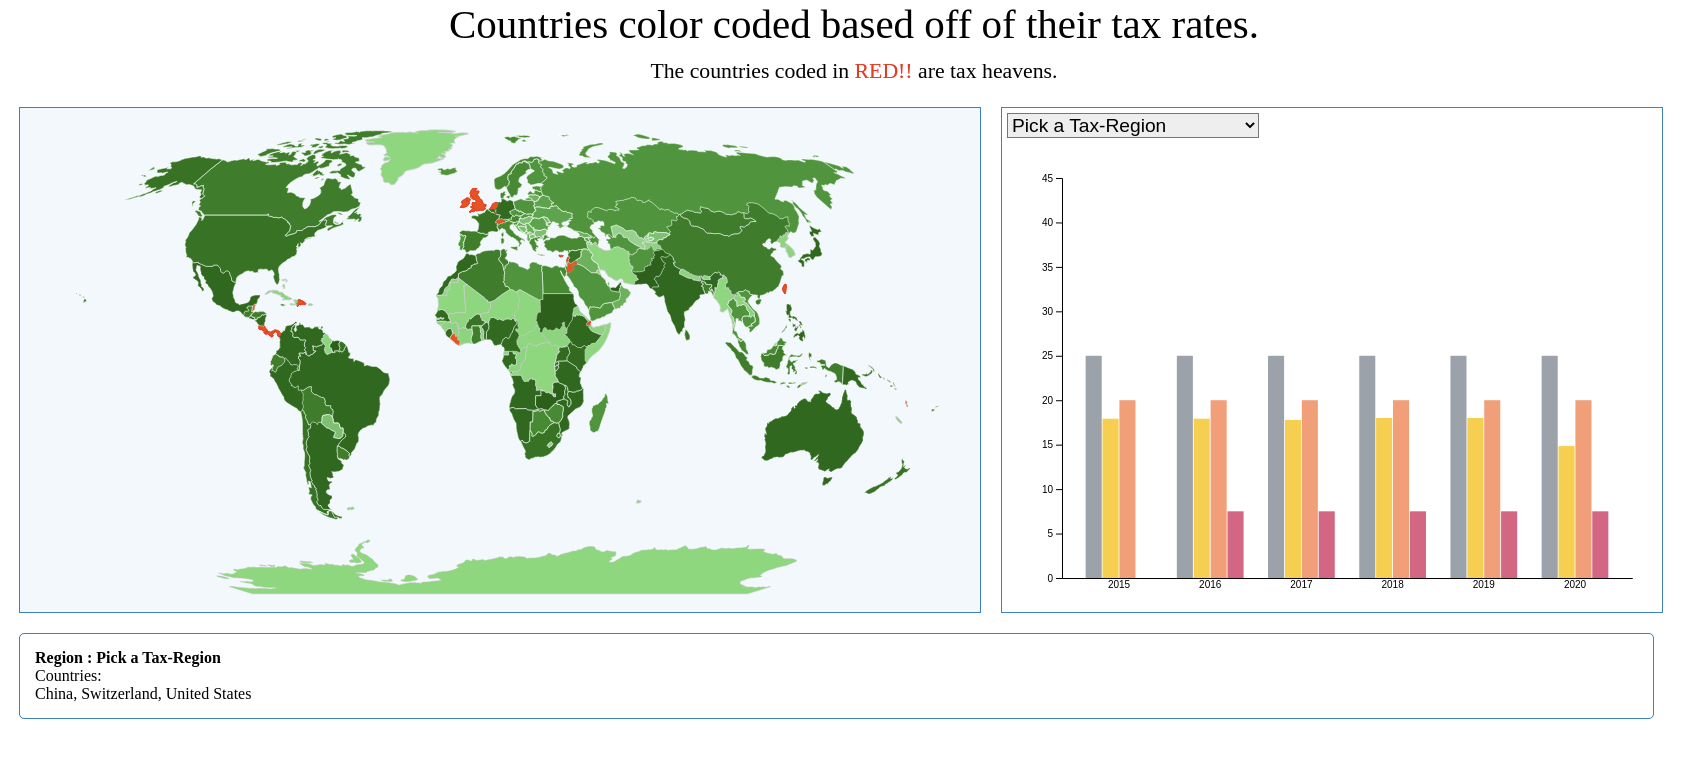 Countries color coded based off of their tax rates.
The countries coded in RED!! are tax heavens.
Pick a Tax-Region
45
40
35
30
25
20
15
10
5
0
2015 2016 2017 2018 2019 2020
Region : Pick a Tax-Region
Countries:
China, Switzerland, United States